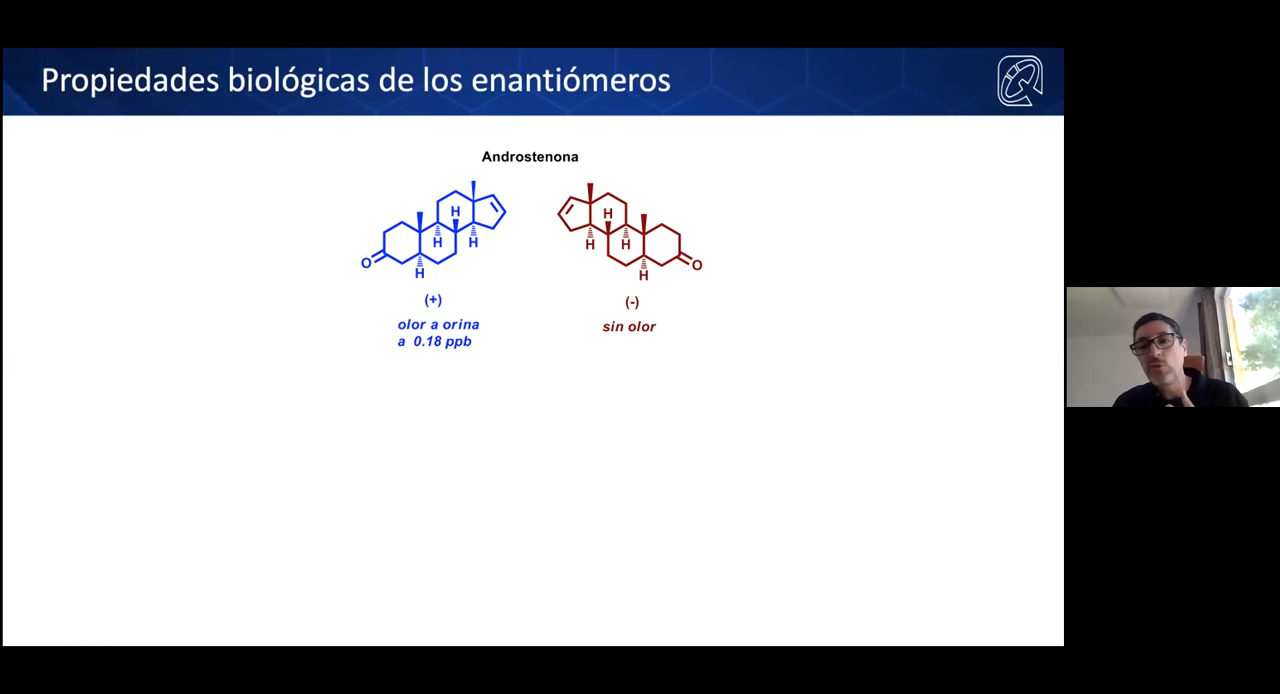 Propiedades biológicas de los enantiómeros
Androstenona
H
H
H
H
O
H
H
H
H
O
(+)
(-)
olor a orina
a 0.18 ppb
sin olor